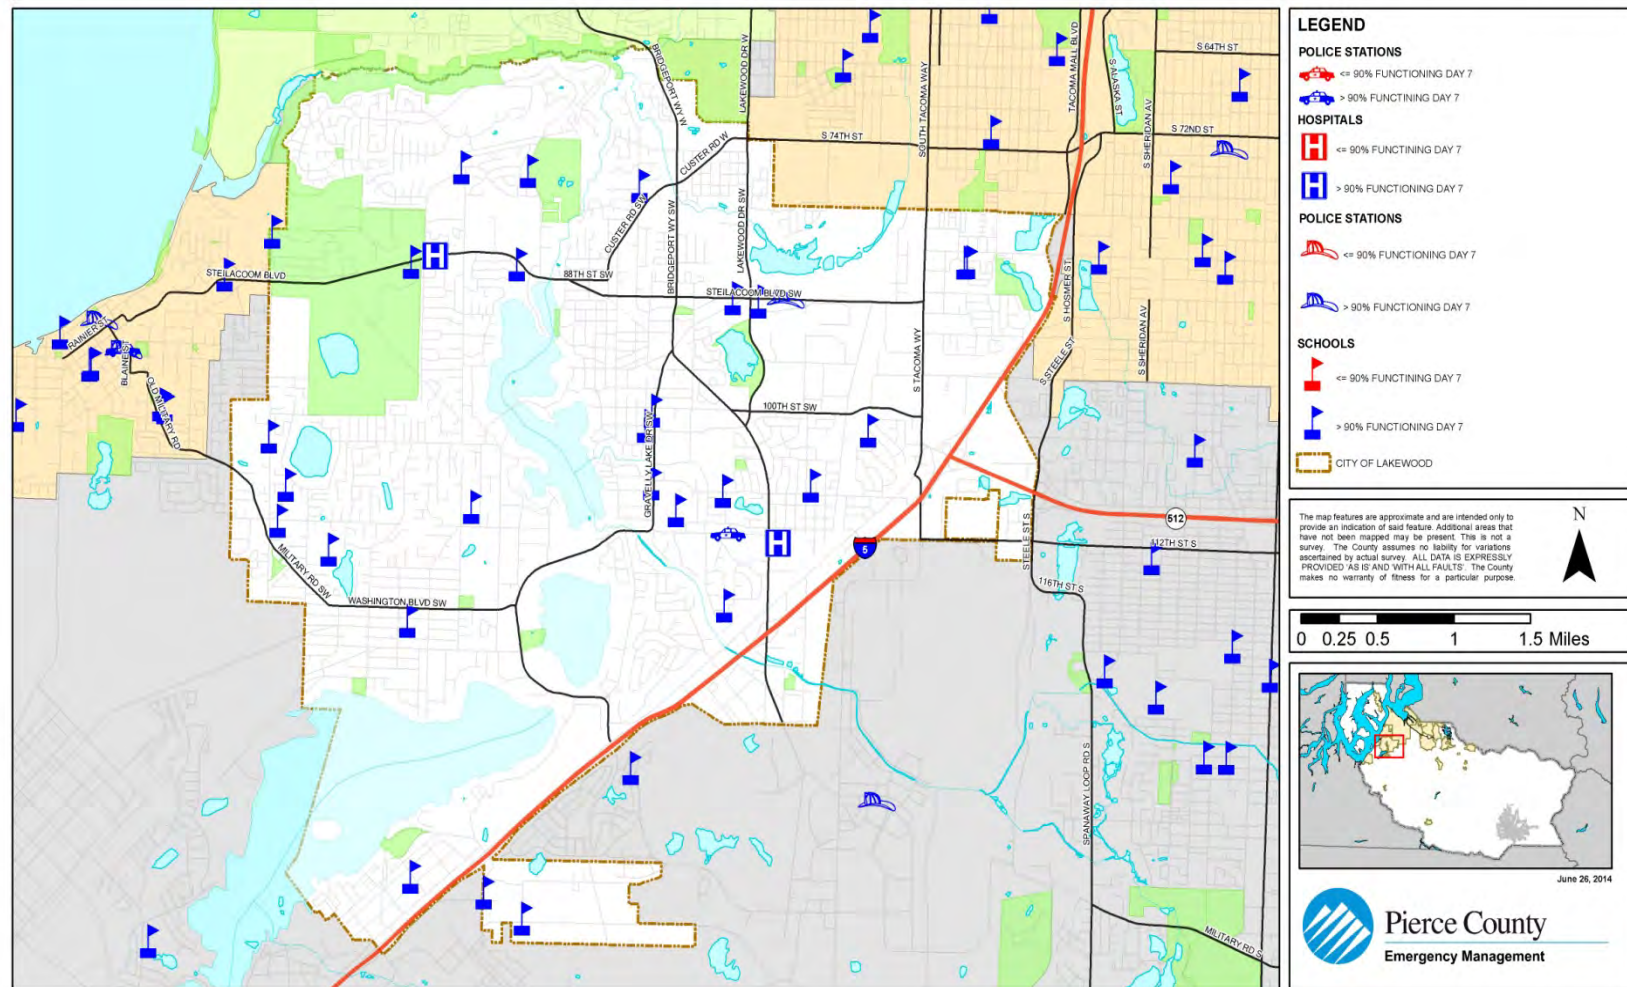 BRIDGEPORT WY W
LAKEWOOD DR W
SOUTH TACOMA WAY
TACOMA MALL BLVD
S ALASKA ST
S 64TH ST
S SHERIDAN AV
S 72ND ST
S 74TH ST
CUSTER RD W
CUSTER RD SW
BRIDGEPORT WY SW
LAKEWOOD DR SW
STEILACOOM BLVD
88TH ST SW
STEILACOOM BLVD SW
S HOSMER ST
S SHERIDAN AV
S STEELE ST
S TACOMA WY
RAINIER ST
BLAINE ST
OLD MILITARY RD
100TH ST SW
GRAVELLY LAKE DR SW
512
5
112TH ST S
STEELE ST S
116TH ST S
MILITARY RD SW
WASHINGTON BLVD SW
SPANAWAY LOOP RD S
MILITARY RD S
LEGEND
POLICE STATIONS
<= 90% FUNCTIONING DAY 7
> 90% FUNCTINING DAY 7
HOSPITALS
<= 90% FUNCTIONING DAY 7
> 90% FUNCTIONING DAY 7
POLICE STATIONS
<= 90% FUNCTIONING DAY 7
> 90% FUNCTIONING DAY 7
SCHOOLS
<= 90% FUNCTINING DAY 7
> 90% FUNCTIONING DAY 7
CITY OF LAKEWOOD
The map features are approximate and are intended only to
provide an indication of said feature. Additional areas that
have not been mapped may be present. This is not a
survey. The County assumes no liability for variations
ascertained by actual survey. ALL DATA IS EXPRESSLY
PROVIDED 'AS IS' AND 'WITH ALL FAULTS'. The County
makes no warranty of fitness for a particular purpose.
N
0 0.25 0.5 1 1.5 Miles
June 26, 2014
Pierce County
Emergency Management